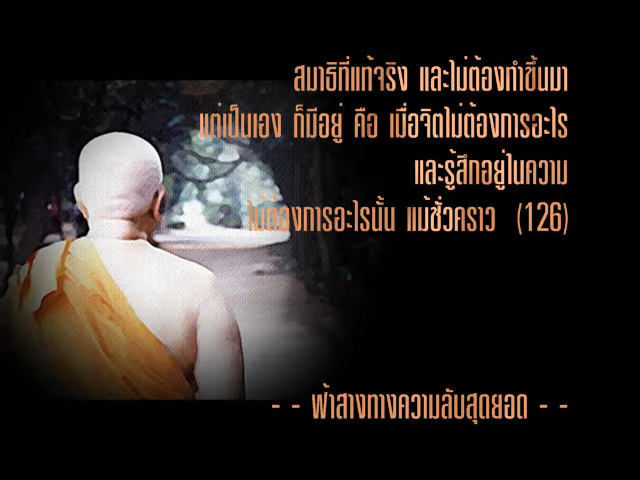 สมาธิที่แท้จริง และไม่ต้องทำขึ้นมา
แต่เป็นเอง ก็มีอยู่ คือ เมื่อจิตไม่ต้องการอะไร
และรู้สึกอยู่ในความ
ไม่ต้องการอะไรนั้น แม้ชั่วคราว (126)
- - ฟ้าสางทางความลับสุดยอด - -